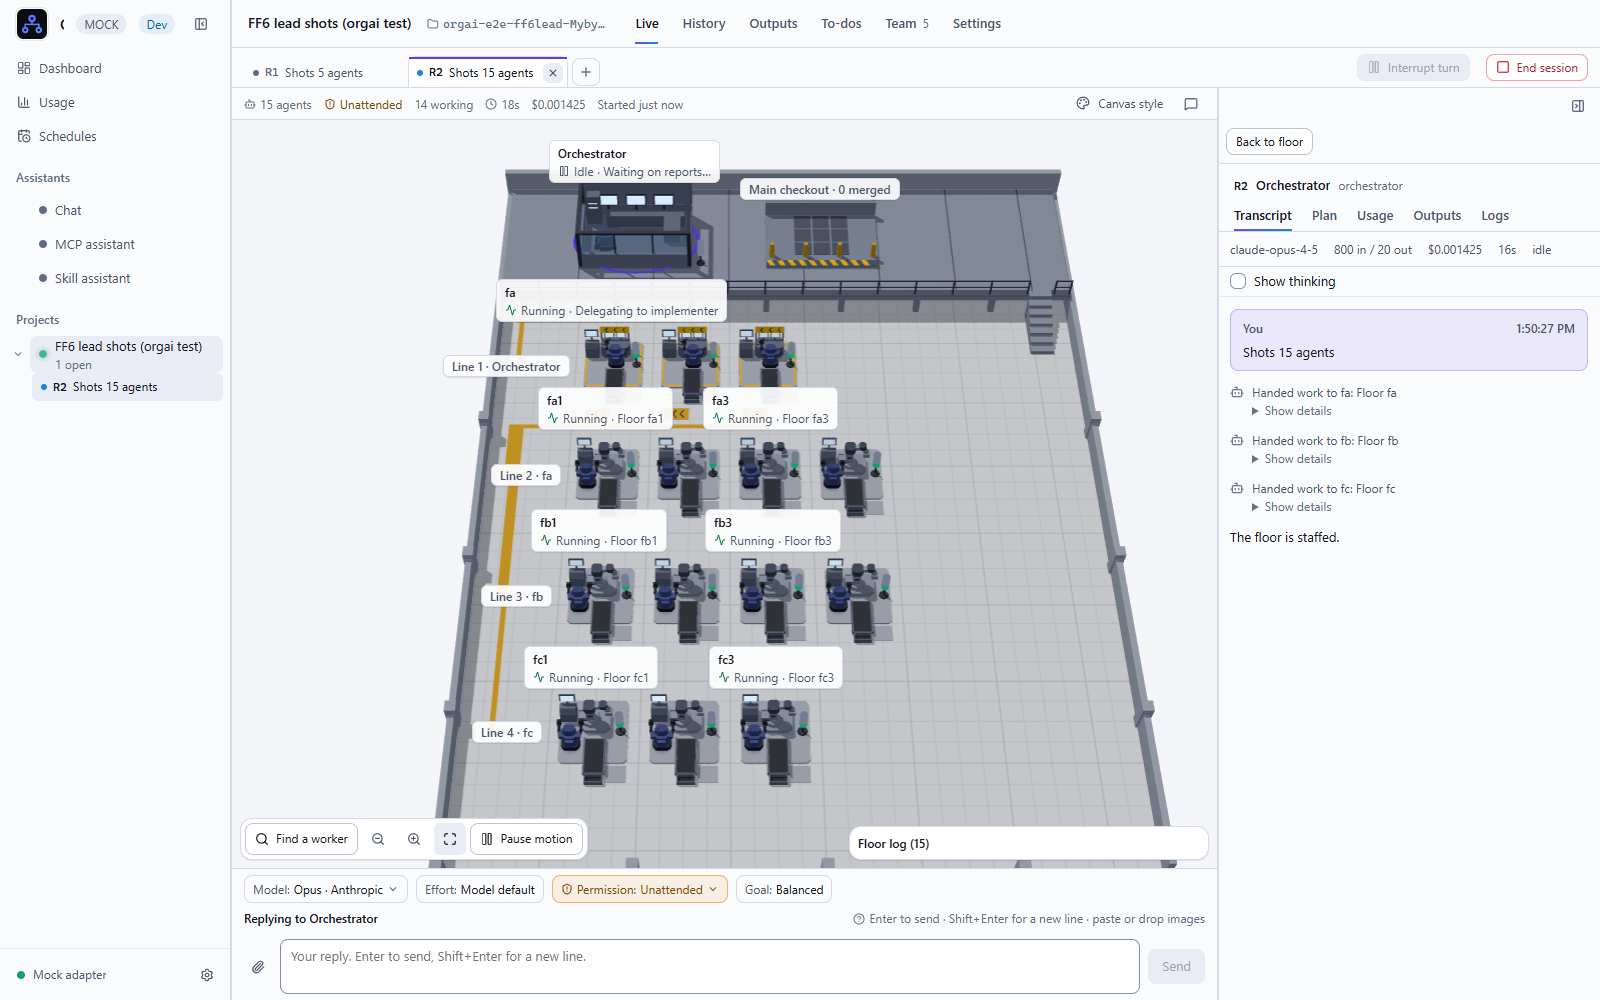 MOCK
Dev
Dashboard
Usage
Schedules
Assistants
Chat
MCP assistant
Skill assistant
Projects
FF6 lead shots (orgai test)
1 open
R2 Shots 15 agents
Mock adapter
FF6 lead shots (orgai test)
orgai-e2e-ff6lead-Myby…
Live
History
Outputs
To-dos
Team 5
Settings
R1 Shots 5 agents
R2 Shots 15 agents
Interrupt turn
End session
15 agents
Unattended
14 working
18s
$0.001425
Started just now
Canvas style
Orchestrator
Idle · Waiting on reports…
Main checkout · 0 merged
fa
Running · Delegating to implementer
Line 1 · Orchestrator
fa1
Running · Floor fa1
fa3
Running · Floor fa3
Line 2 · fa
fb1
Running · Floor fb1
fb3
Running · Floor fb3
Line 3 · fb
fc1
Running · Floor fc1
fc3
Running · Floor fc3
Line 4 · fc
Find a worker
Pause motion
Floor log (15)
Model: Opus · Anthropic
Effort: Model default
Permission: Unattended
Goal: Balanced
Replying to Orchestrator
Enter to send · Shift+Enter for a new line · paste or drop images
Your reply. Enter to send, Shift+Enter for a new line.
Send
Back to floor
R2 Orchestrator orchestrator
Transcript
Plan
Usage
Outputs
Logs
claude-opus-4-5
800 in / 20 out
$0.001425
16s
idle
Show thinking
You
1:50:27 PM
Shots 15 agents
Handed work to fa: Floor fa
Show details
Handed work to fb: Floor fb
Show details
Handed work to fc: Floor fc
Show details
The floor is staffed.